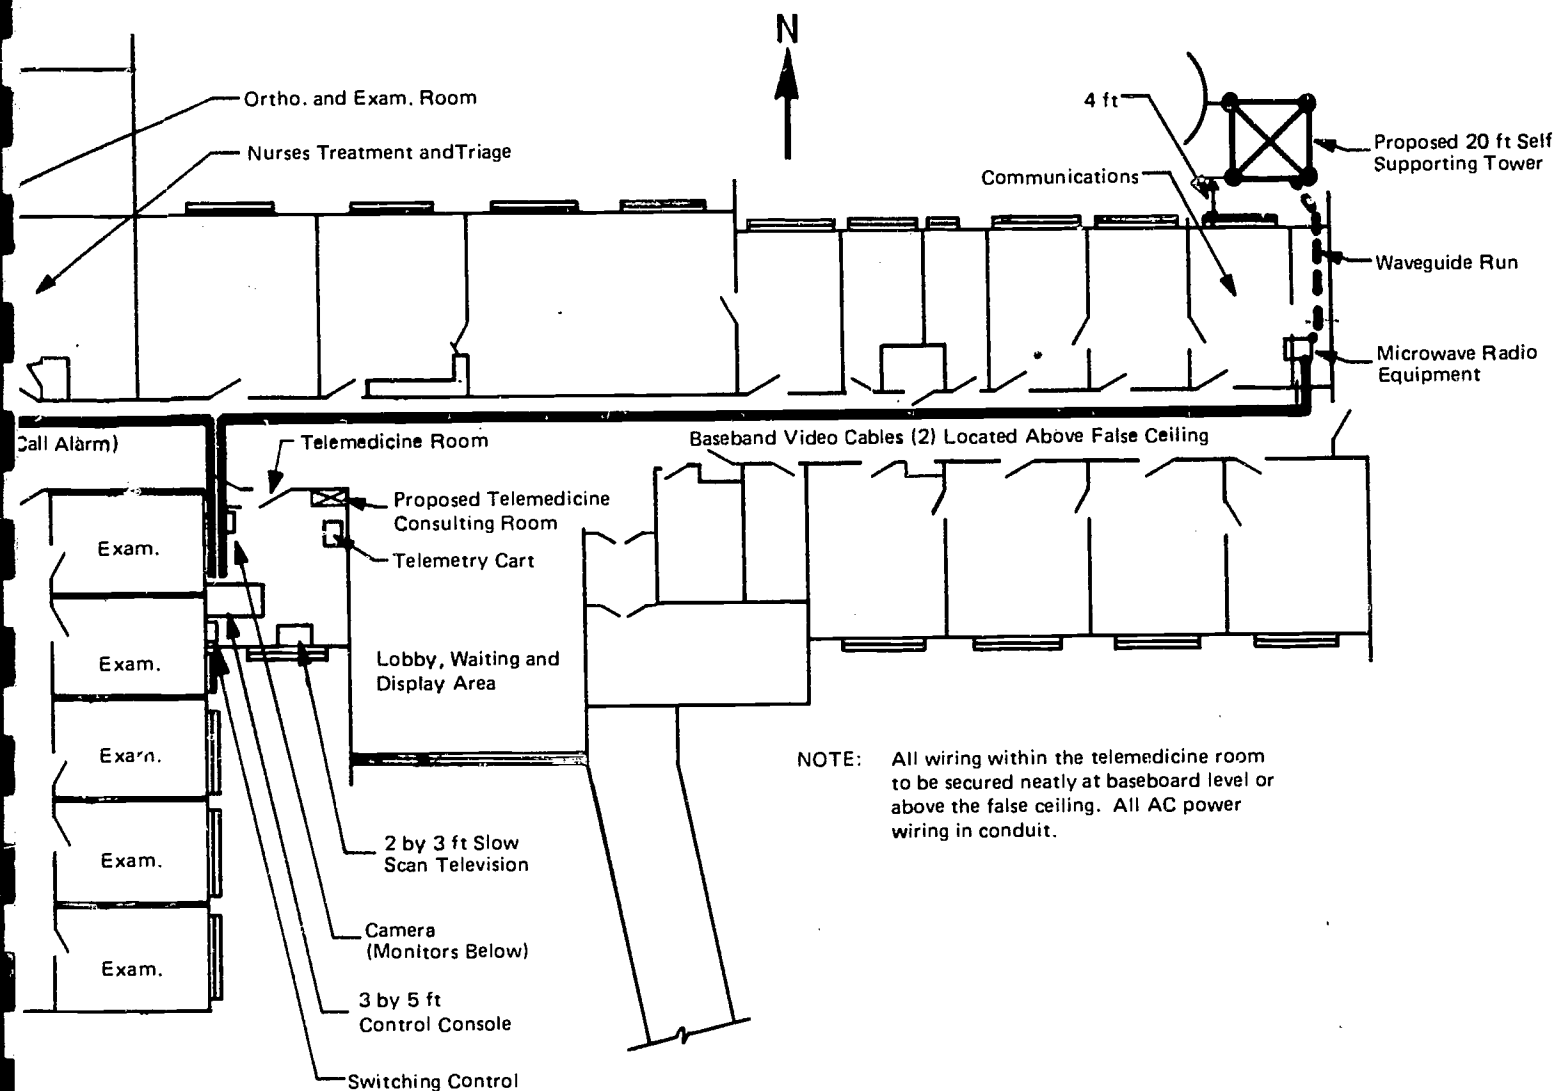 N
Ortho. and Exam. Room
4 ft
Nurses Treatment and Triage
Proposed 20 ft Self
Supporting Tower
Communications
Waveguide Run
Microwave Radio
Equipment
Call Alarm)
Telemedicine Room
Baseband Video Cables (2) Located Above False Ceiling
Proposed Telemedicine
Consulting Room
Exam.
Telemetry Cart
Exam.
Lobby, Waiting and
Display Area
Exam.
NOTE: All wiring within the telemedicine room
to be secured neatly at baseboard level or
above the false ceiling. All AC power
wiring in conduit.
2 by 3 ft Slow
Scan Television
Exam.
Camera
(Monitors Below)
Exam.
3 by 5 ft
Control Console
Switching Control